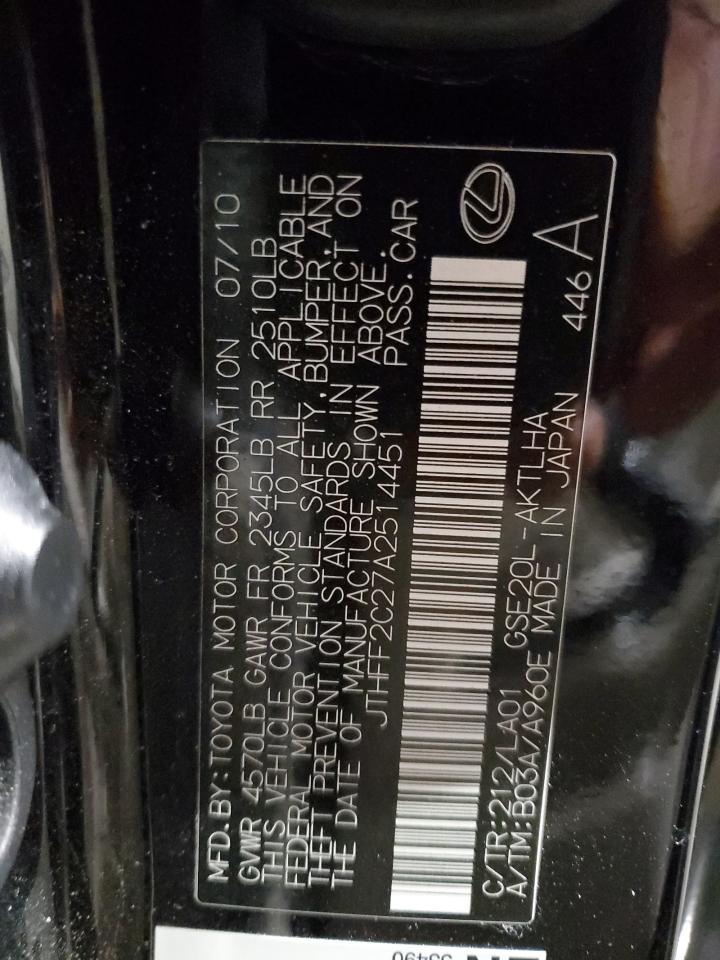 MFD.BY:TOYOTA MOTOR CORPORATION 07/10
GVWR 4570LB GAWR FR 2345LB RR 2510LB
THIS VEHICLE CONFORMS TO ALL APPLICABLE
FEDERAL MOTOR VEHICLE SAFETY, BUMPER, AND
THEFT PREVENTION STANDARDS IN EFFECT ON
THE DATE OF MANUFACTURE SHOWN ABOVE.
JTHFF2C27A2514451 PASS.CAR
C/TR:212/LA01 GSE20L-AKTLHA
A/TM:B03A/A960E MADE IN JAPAN 446 A